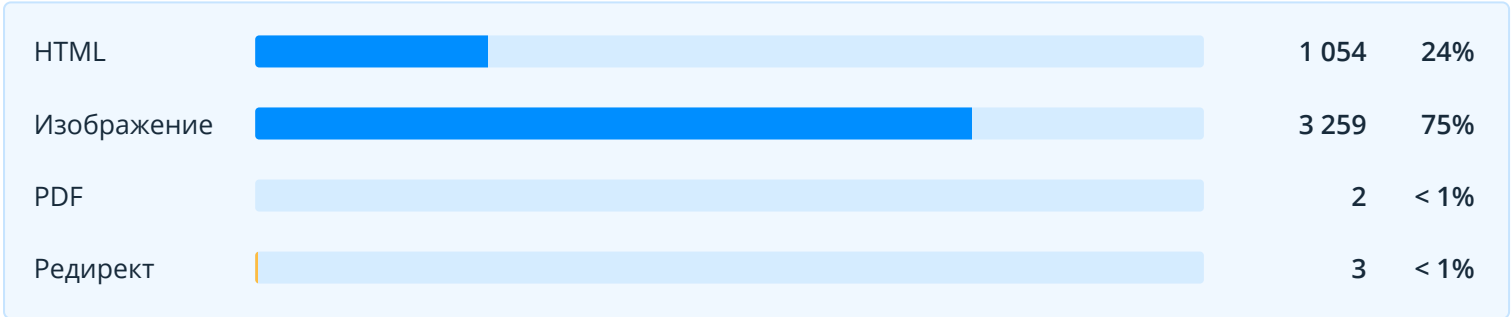 HTML 1 054 24%
Изображение 3 259 75%
PDF 2 < 1%
Редирект 3 < 1%